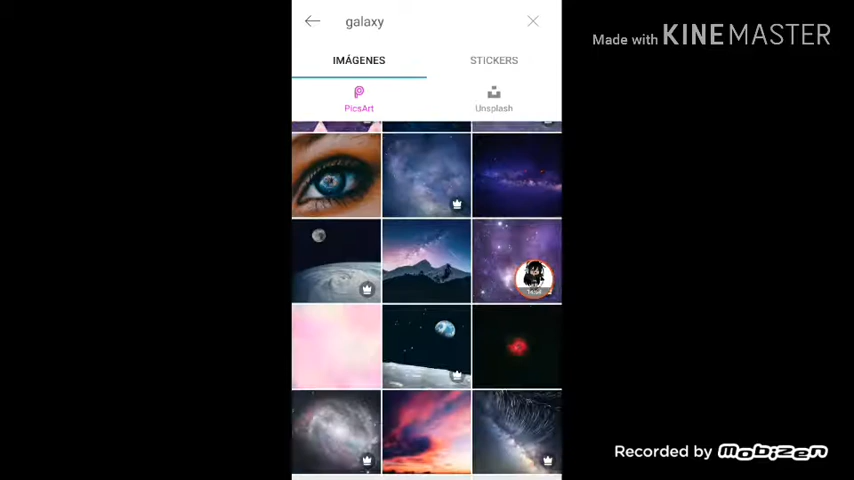 galaxy
Made with KINEMASTER
IMÁGENES
STICKERS
PicsArt
Unsplash
Recorded by mobizen